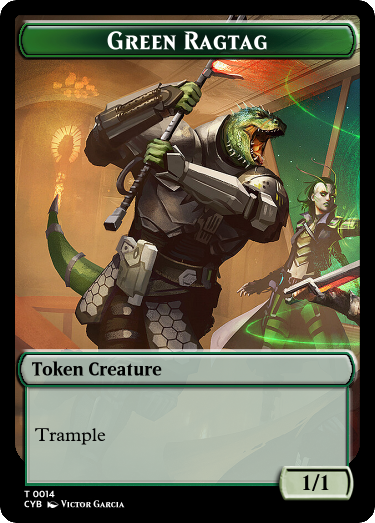 Green Ragtag
Token Creature
Trample
1/1
T 0014
CYB Victor Garcia